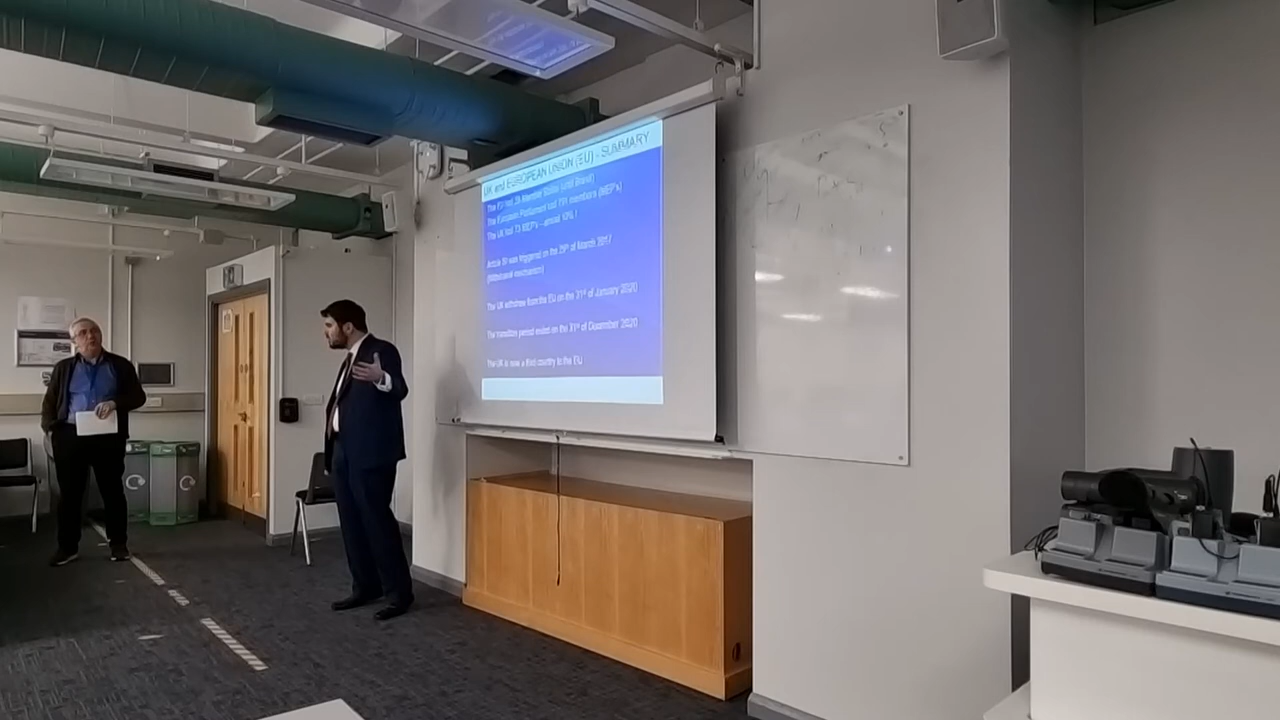 UK and EUROPEAN UNION (EU) - SUMMARY
The EU had 28 Member States (until Brexit)
The European Parliament had 751 members (MEP's)
The UK had 73 MEP's – almost 10%!
Article 50 was triggered on the 29th of March 2017
(Withdrawal mechanism)
The UK withdrew from the EU on the 31st of January 2020
The transition period ended on the 31st of December 2020
The UK is now a third country to the EU